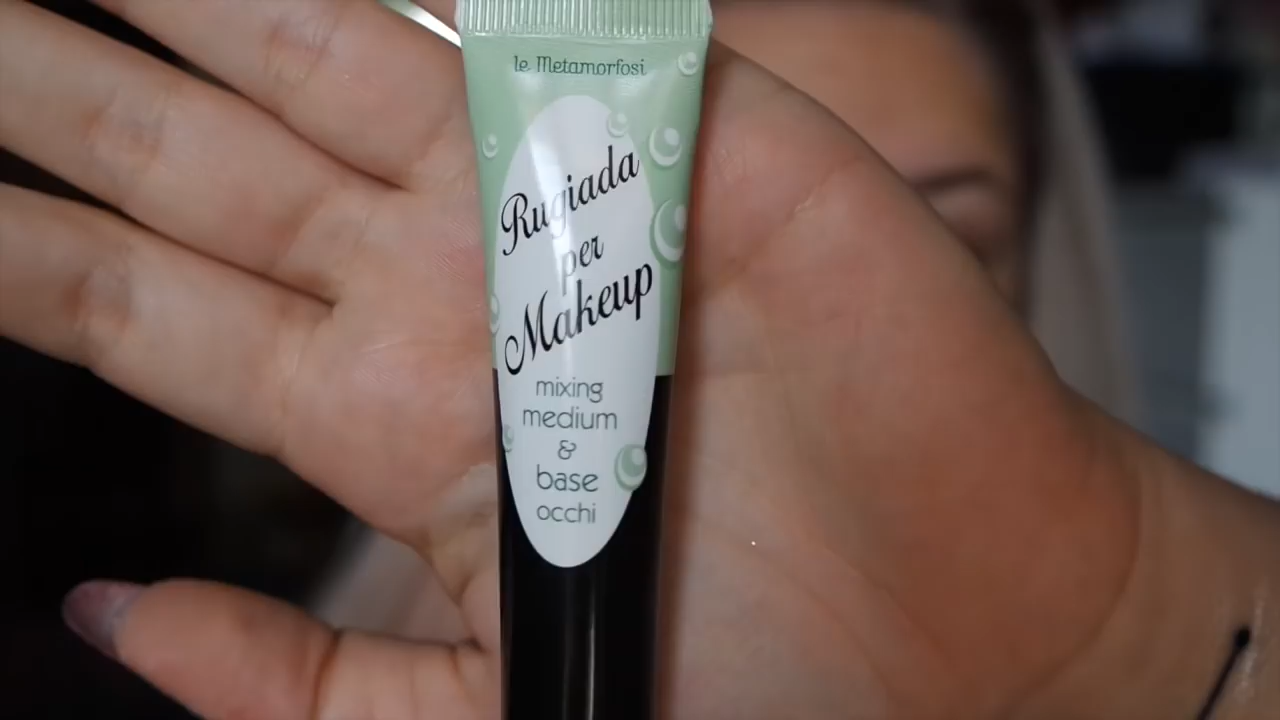 le Metamorfosi
Rugiada
per
Makeup
mixing
medium
&
base
occhi